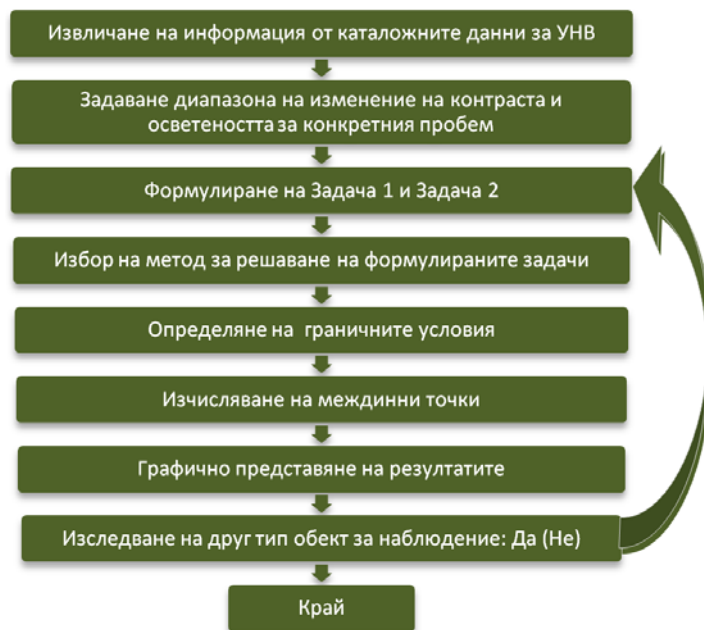 Извличане на информация от каталожните данни за УНВ
Задаване диапазона на изменение на контраста и
осветеността за конкретния проблем
Формулиране на Задача 1 и Задача 2
Избор на метод за решаване на формулираните задачи
Определяне на граничните условия
Изчисляване на междинни точки
Графично представяне на резултатите
Изследване на друг тип обект за наблюдение: Да (Не)
Край